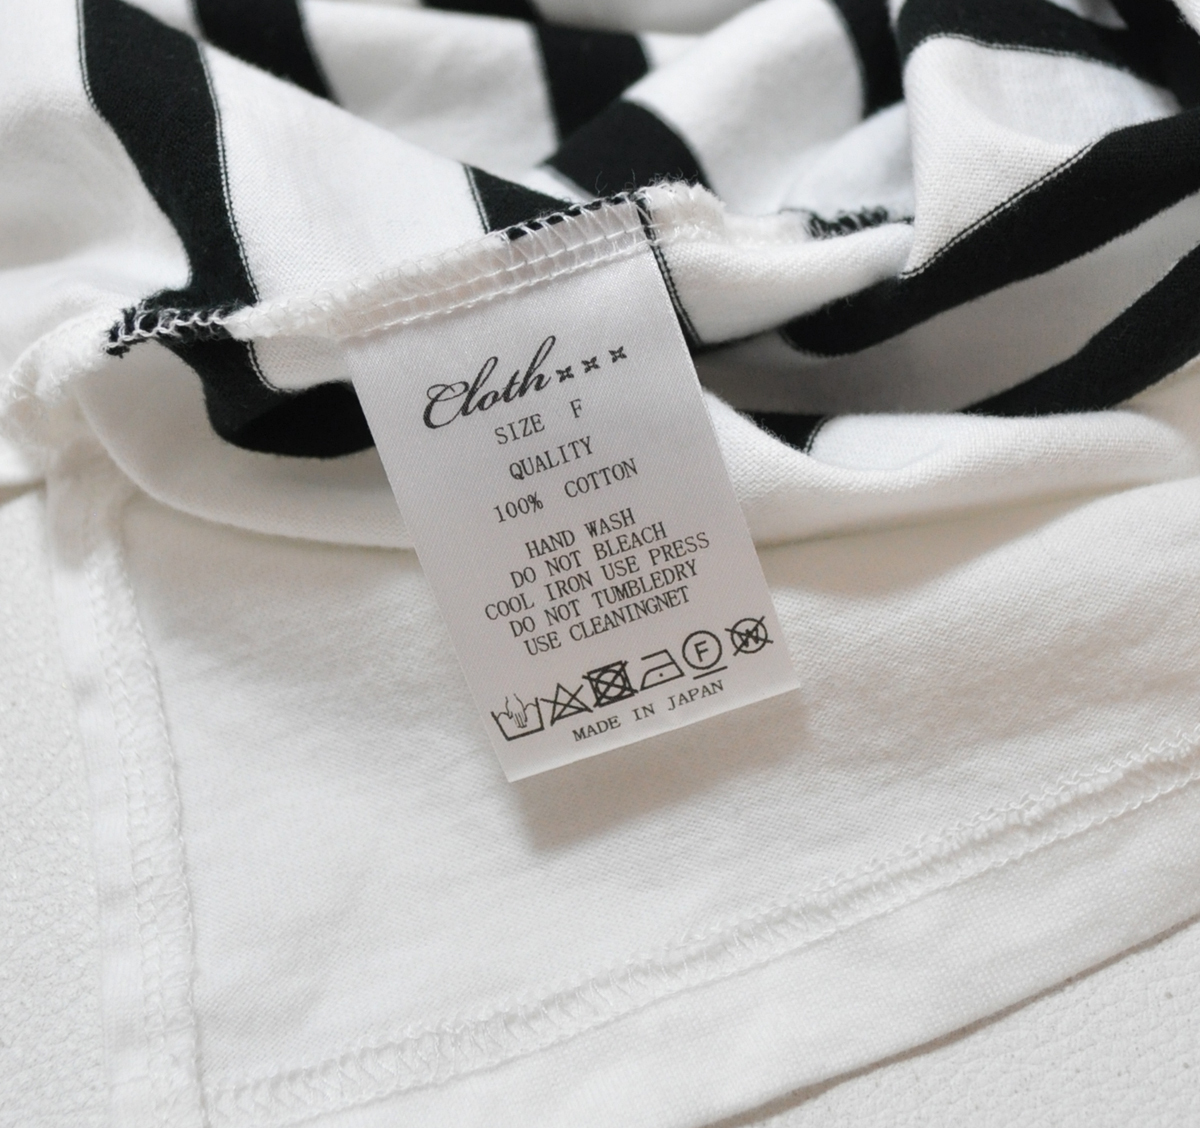 Cloth
SIZE F
QUALITY
100% COTTON
HAND WASH
DO NOT BLEACH
COOL IRON USE PRESS
DO NOT TUMBLEDRY
USE CLEANINGNET
F W
MADE IN JAPAN